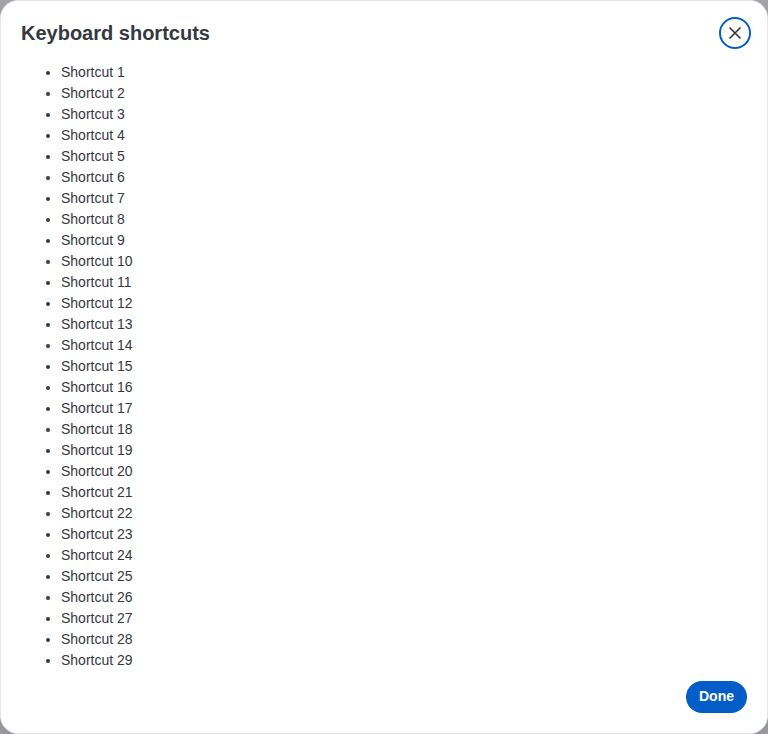 Keyboard shortcuts
Shortcut 1
Shortcut 2
Shortcut 3
Shortcut 4
Shortcut 5
Shortcut 6
Shortcut 7
Shortcut 8
Shortcut 9
Shortcut 10
Shortcut 11
Shortcut 12
Shortcut 13
Shortcut 14
Shortcut 15
Shortcut 16
Shortcut 17
Shortcut 18
Shortcut 19
Shortcut 20
Shortcut 21
Shortcut 22
Shortcut 23
Shortcut 24
Shortcut 25
Shortcut 26
Shortcut 27
Shortcut 28
Shortcut 29
Done